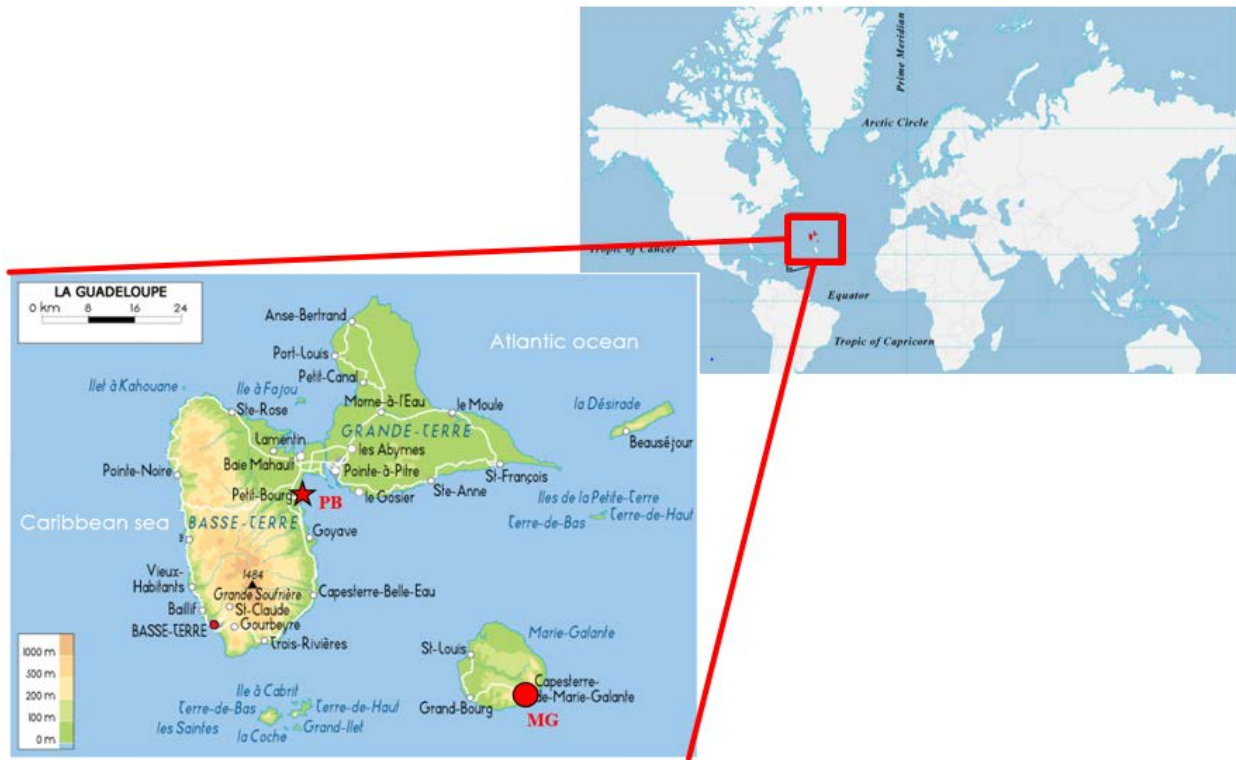 Prime Meridian
Arctic Circle
Tropic of Cancer
Equator
Tropic of Capricorn
LA GUADELOUPE
0 km 8 16 24
Anse-Bertrand
Atlantic ocean
Port-Louis
Petit-Canal
Ilet à Kahouane
Ile à Fajou
Ste-Rose
Morne-à-l'Eau
le Moule
la Désirade
GRANDE-TERRE
Lamentin
les Abymes
Beauséjour
Baie Mahault
Pointe-Noire
Pointe-à-Pitre
St-François
Petit-Bourg
PB
le Gosier
Ste-Anne
Iles de la Petite-Terre
Terre-de-Bas
Terre-de-Haut
Caribbean sea
BASSE-TERRE
Goyave
Vieux-
Habitants
1484
Grande Soufrière
Capesterre-Belle-Eau
Baillif
St-Claude
BASSE-TERRE
Gourbeyre
Trois-Rivières
Marie-Galante
St-Louis
Capesterre-
de-Marie-Galante
Grand-Bourg
MG
1000 m
500 m
200 m
100 m
0 m
Ile à Cabrit
Terre-de-Bas
Terre-de-Haut
les Saintes
Grand-Ilet
la Coche